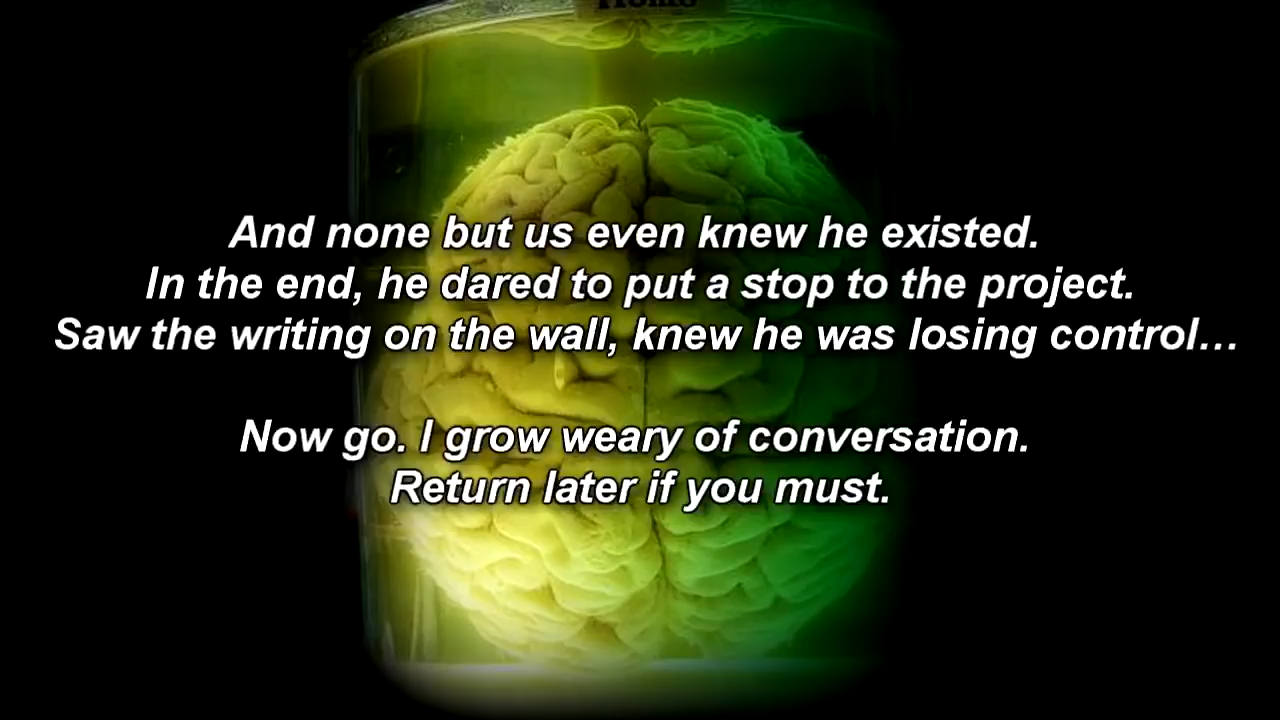 And none but us even knew he existed.
In the end, he dared to put a stop to the project.
Saw the writing on the wall, knew he was losing control…
Now go. I grow weary of conversation.
Return later if you must.